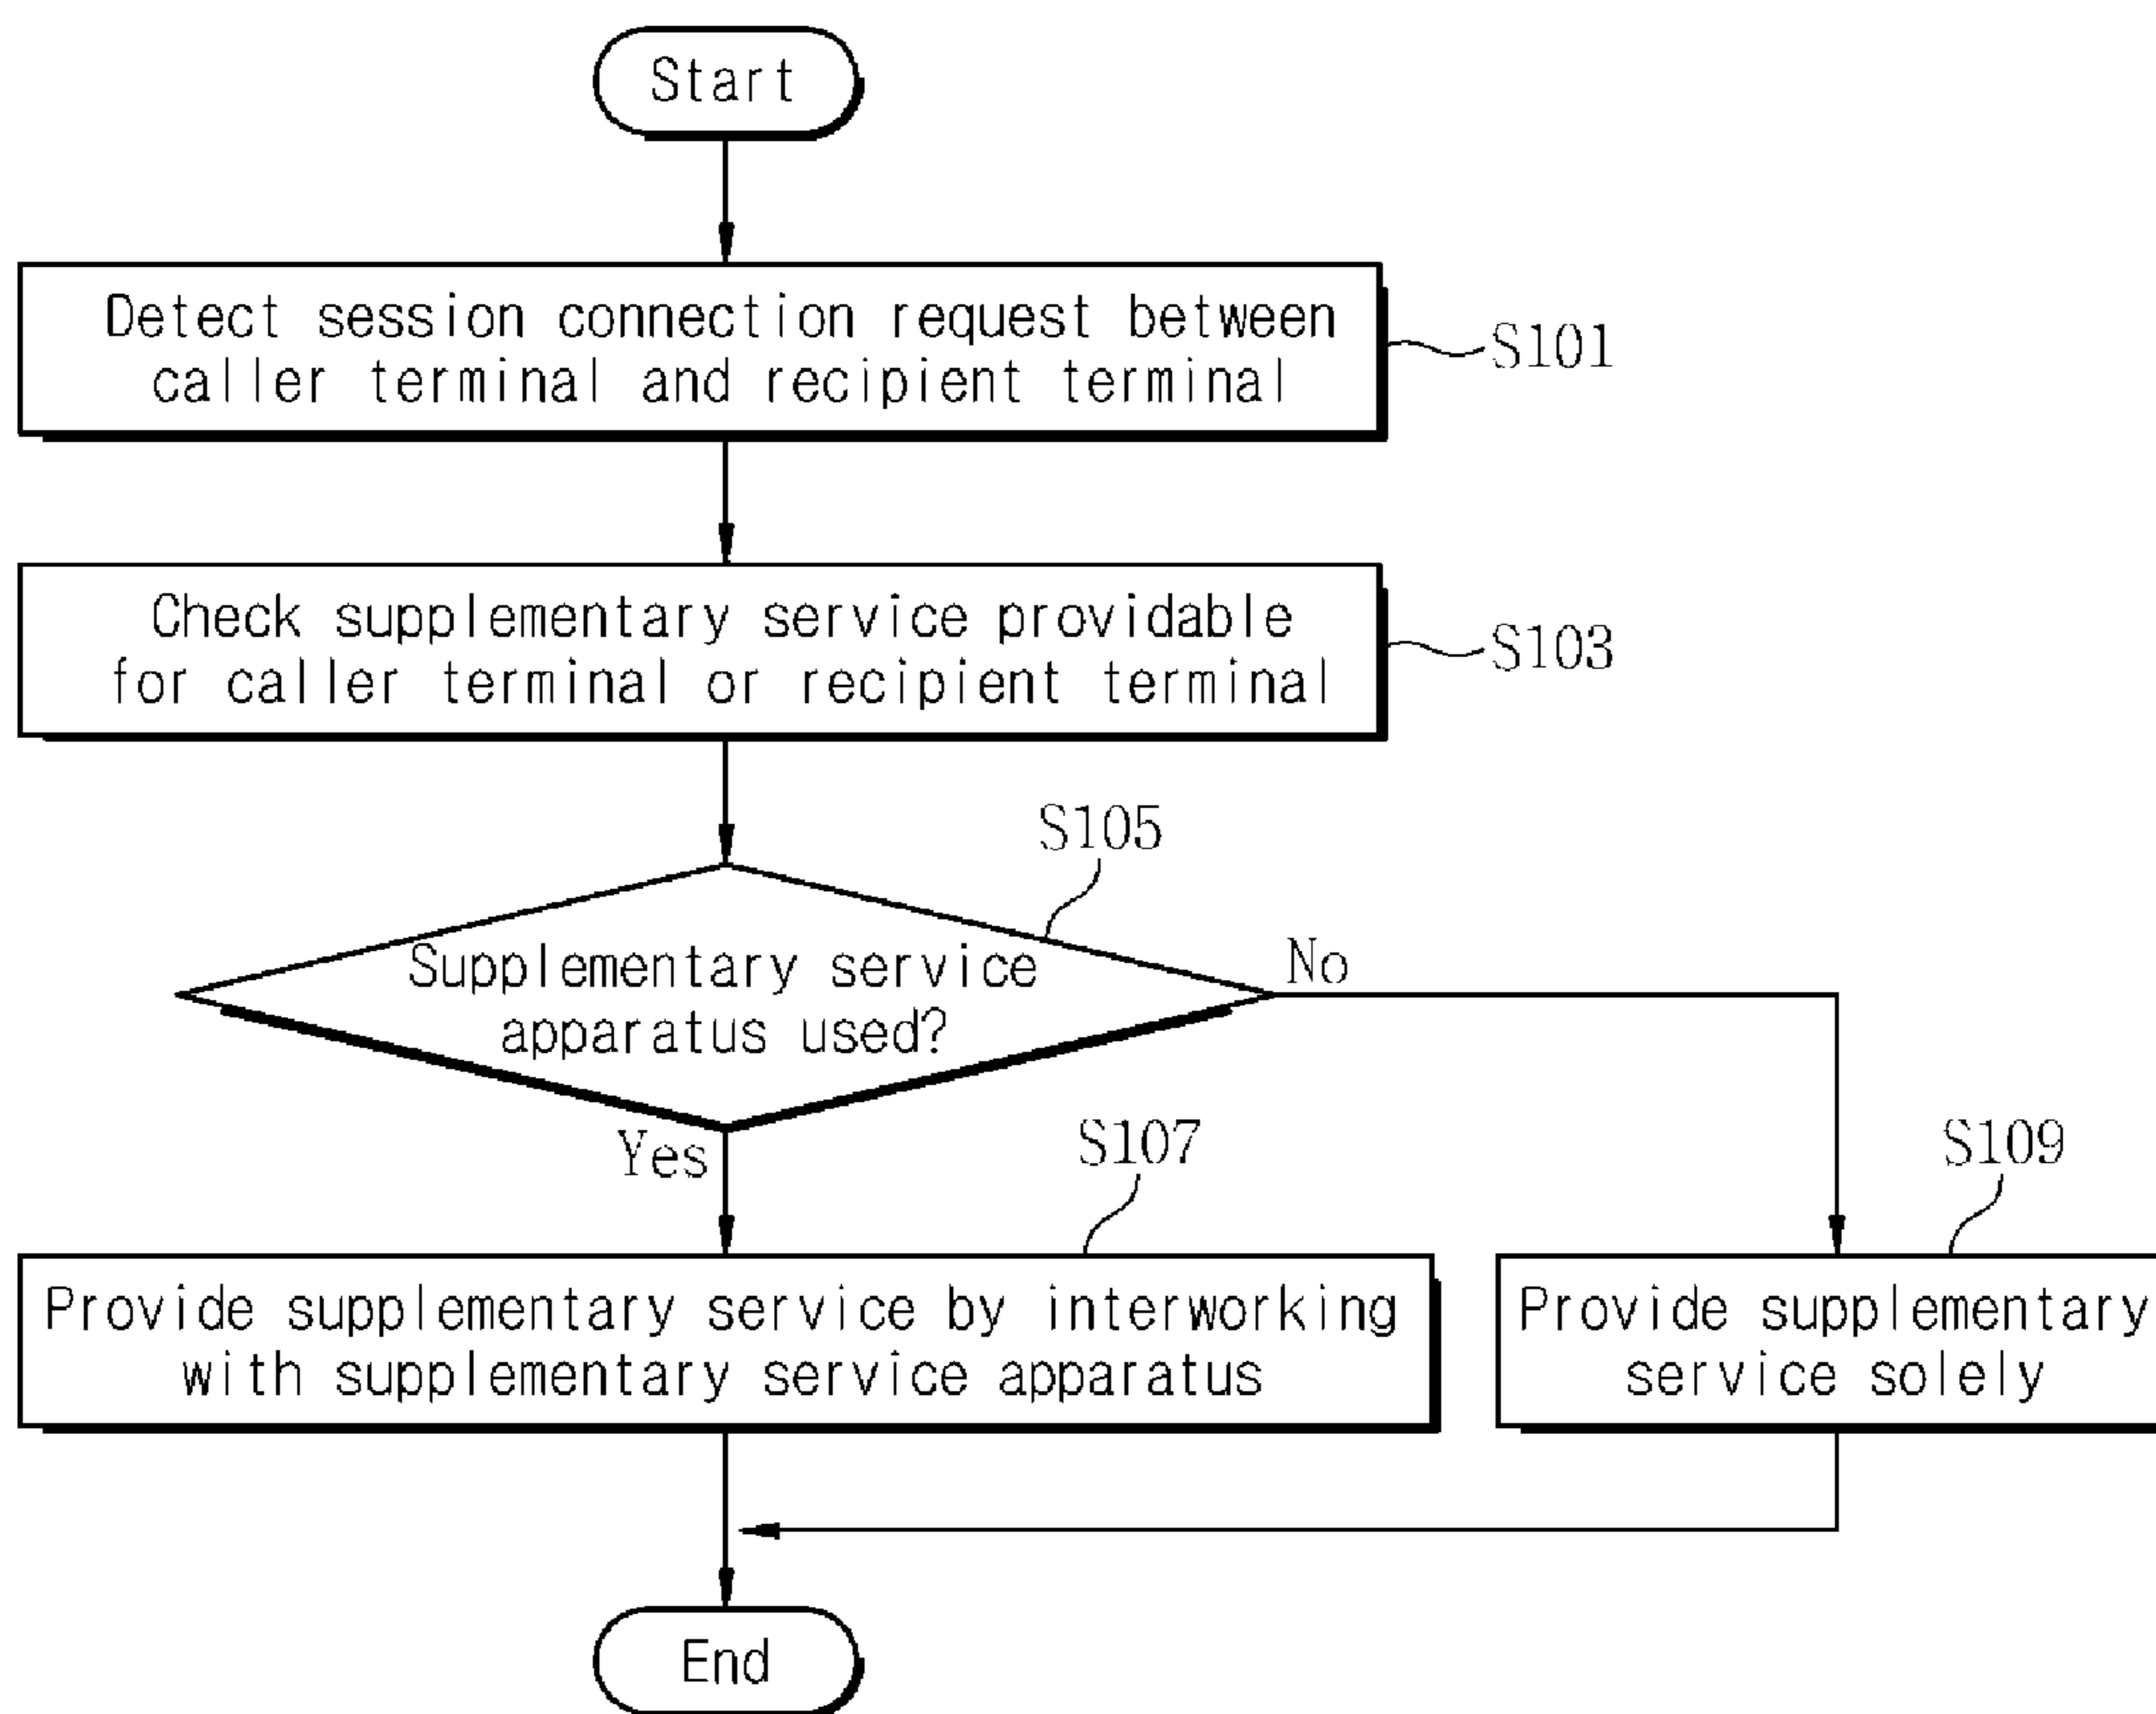 Start
Detect session connection request between
caller terminal and recipient terminal
S101
Check supplementary service providable
for caller terminal or recipient terminal
S103
S105
Supplementary service
apparatus used?
No
Yes
S107
S109
Provide supplementary service by interworking
with supplementary service apparatus
Provide supplementary
service solely
End